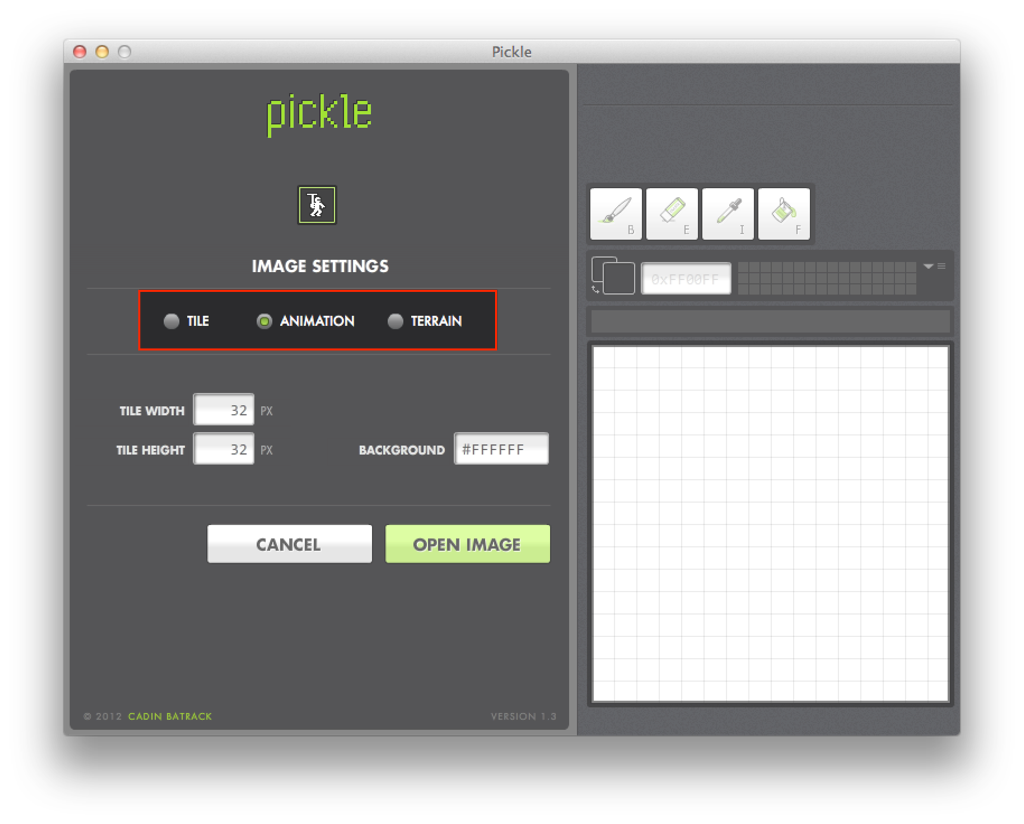 Pickle
pickle
IMAGE SETTINGS
TILE ANIMATION TERRAIN
TILE WIDTH 32 PX
TILE HEIGHT 32 PX BACKGROUND #FFFFFF
CANCEL OPEN IMAGE
© 2012 CADIN BATRACK VERSION 1.3
B E I F
0xFF00FF